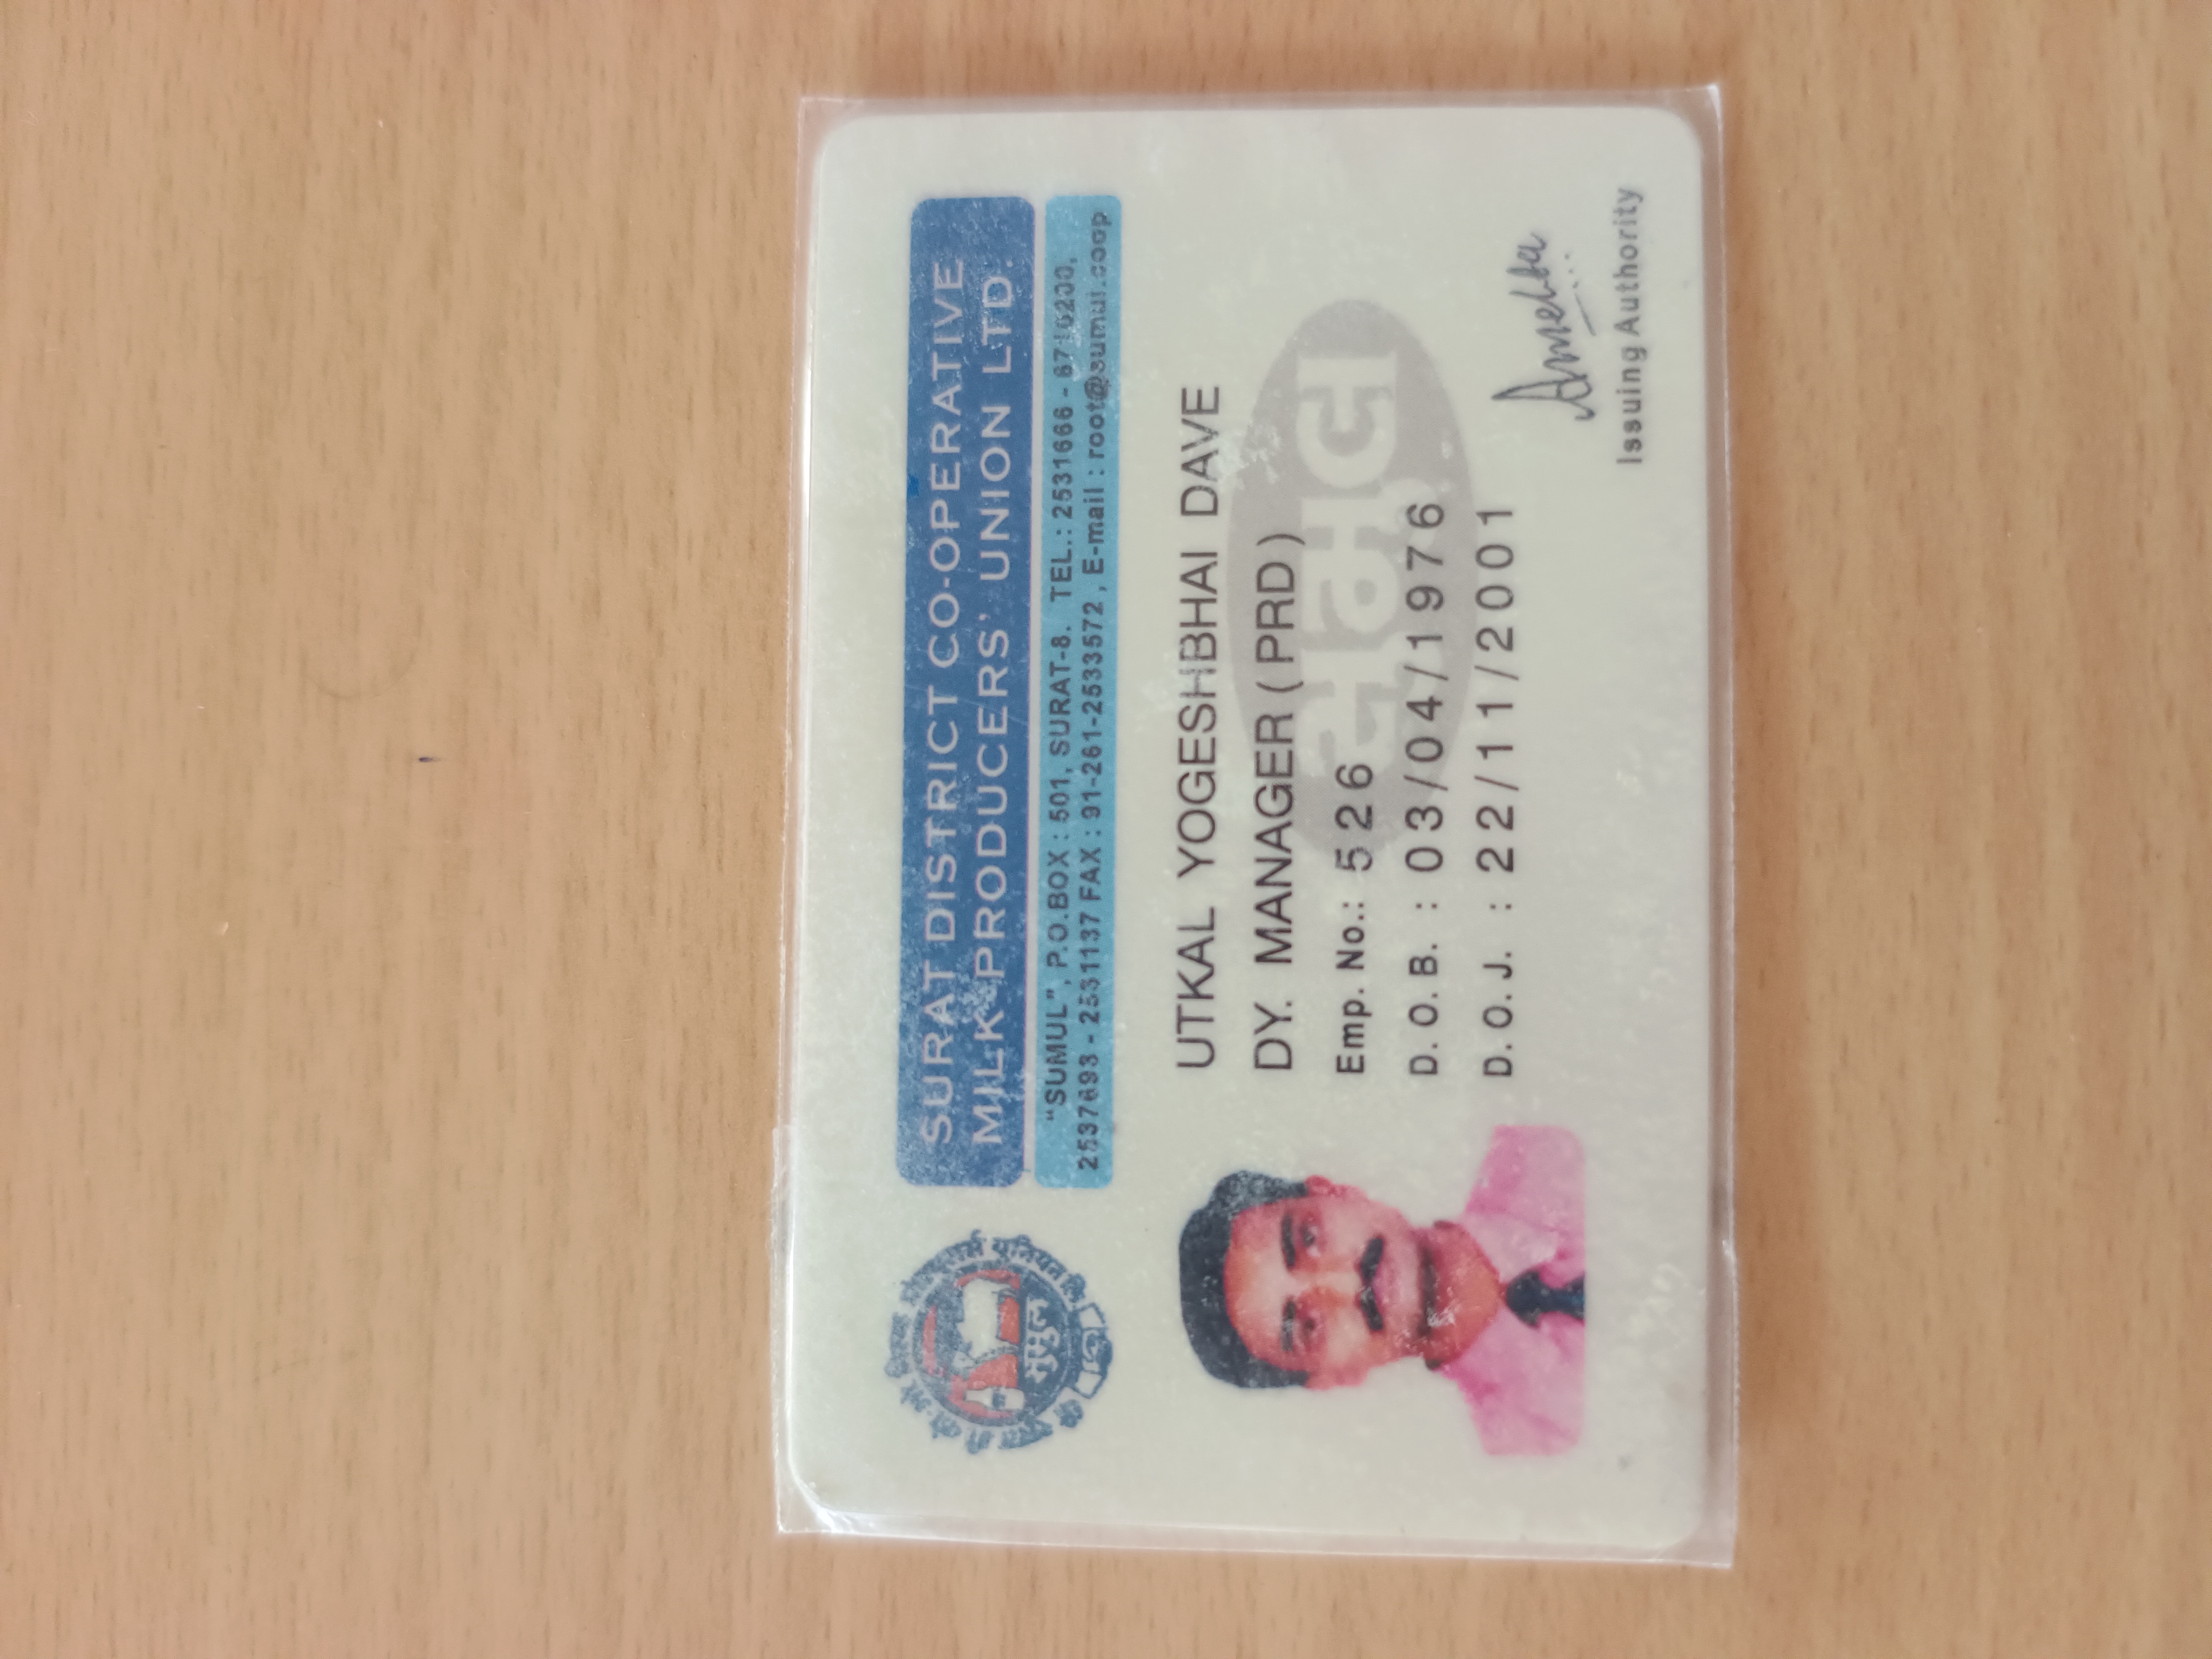 SURAT DISTRICT CO-OPERATIVE
MILK PRODUCERS' UNION LTD.
"SUMUL", P.O.BOX : 501, SURAT-8. TEL.: 2531666 - 6716200,
2537693 - 2531137 FAX : 91-261-2533572, E-mail : root@sumul.coop
सुमुल
UTKAL YOGESHBHAI DAVE
DY. MANAGER (PRD)
Emp. No.: 526
D.O.B. : 03/04/1976
D.O.J. : 22/11/2001
સુમુલ
Issuing Authority